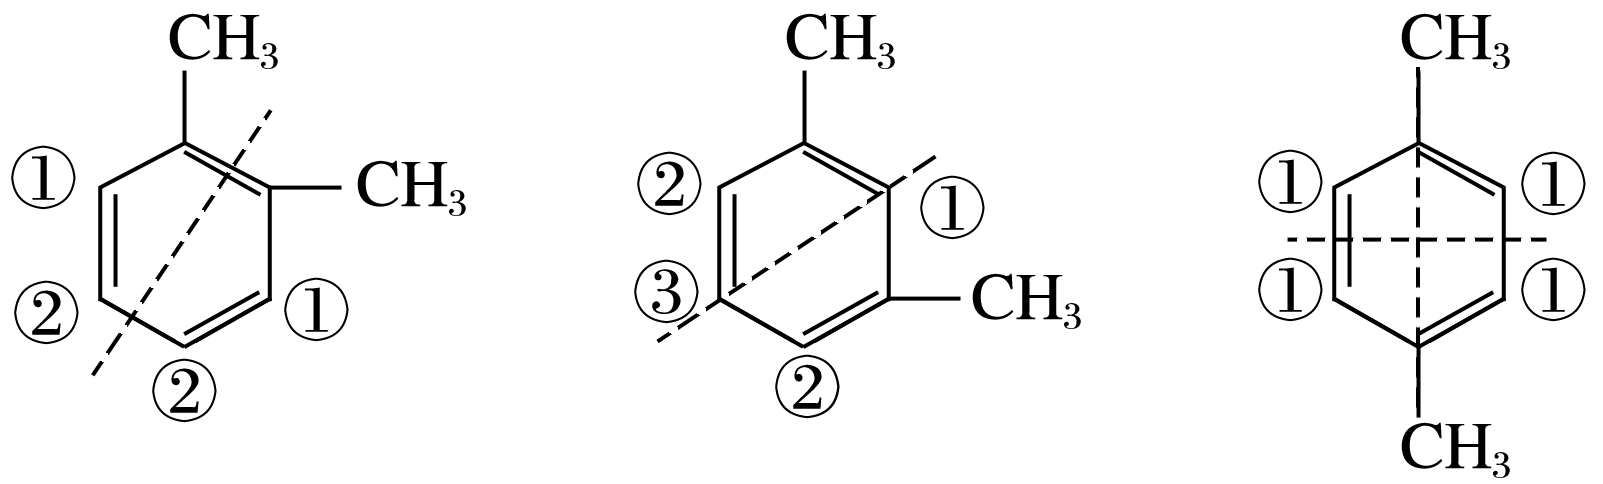 CH₃
① CH₃
② ①
②
CH₃
② ①
③ CH₃
②
CH₃
① ①
① ①
CH₃